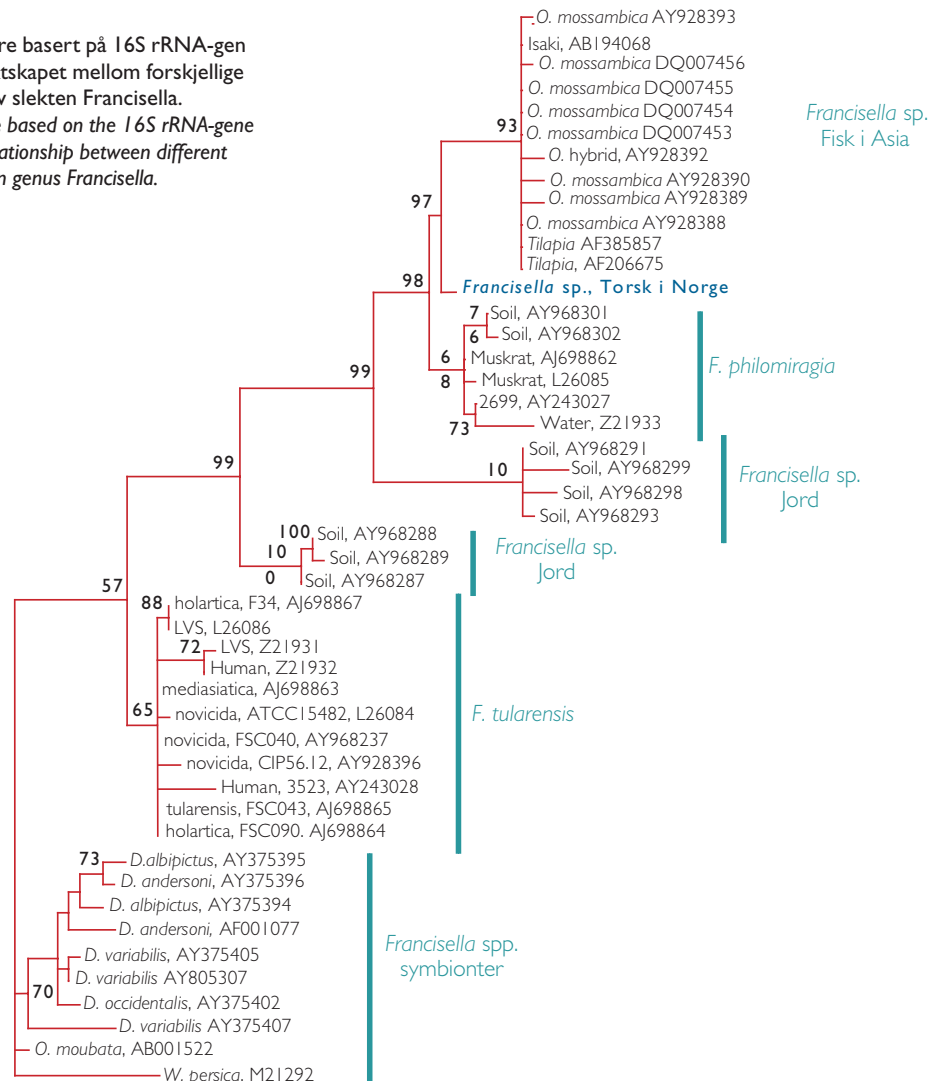 re basert på 16S rRNA-gen
tskapet mellom forskjellige
v slekten Francisella.
e based on the 16S rRNA-gene
ationship between different
n genus Francisella.
O. mossambica AY928393
Isaki, AB194068
O. mossambica DQ007456
O. mossambica DQ007455
O. mossambica DQ007454
93
O. mossambica DQ007453
O. hybrid, AY928392
O. mossambica AY928390
O. mossambica AY928389
O. mossambica AY928388
Tilapia AF385857
Tilapia, AF206675
Francisella sp.
Fisk i Asia
97
98
Francisella sp., Torsk i Norge
7
Soil, AY968301
6
Soil, AY968302
6
Muskrat, AJ698862
8
Muskrat, L26085
2699, AY243027
73
Water, Z21933
F. philomiragia
99
Soil, AY968291
10
Soil, AY968299
Soil, AY968298
Soil, AY968293
Francisella sp.
Jord
99
100
Soil, AY968288
10
Soil, AY968289
0
Soil, AY968287
Francisella sp.
Jord
57
88
holartica, F34, AJ698867
LVS, L26086
72
LVS, Z21931
Human, Z21932
mediasiatica, AJ698863
65
novicida, ATCC15482, L26084
novicida, FSC040, AY968237
novicida, CIP56.12, AY928396
Human, 3523, AY243028
tularensis, FSC043, AJ698865
holartica, FSC090. AJ698864
F. tularensis
73
D.albipictus, AY375395
D. andersoni, AY375396
D. albipictus, AY375394
D. andersoni, AF001077
D. variabilis, AY375405
D. variabilis AY805307
70
D. occidentalis, AY375402
D. variabilis AY375407
O. moubata, AB001522
W. persica, M21292
Francisella spp.
symbionter